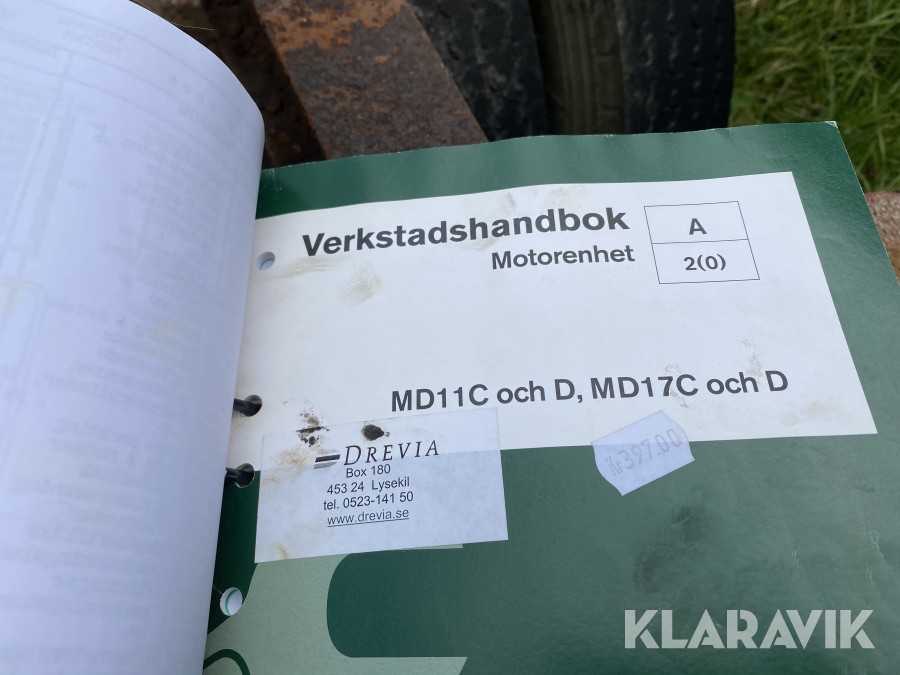 Verkstadshandbok
Motorenhet
A
2(0)
MD11C och D, MD17C och D
DREVIA
Box 180
453 24 Lysekil
tel. 0523-141 50
www.drevia.se
Kr397.00
KLARAVIK